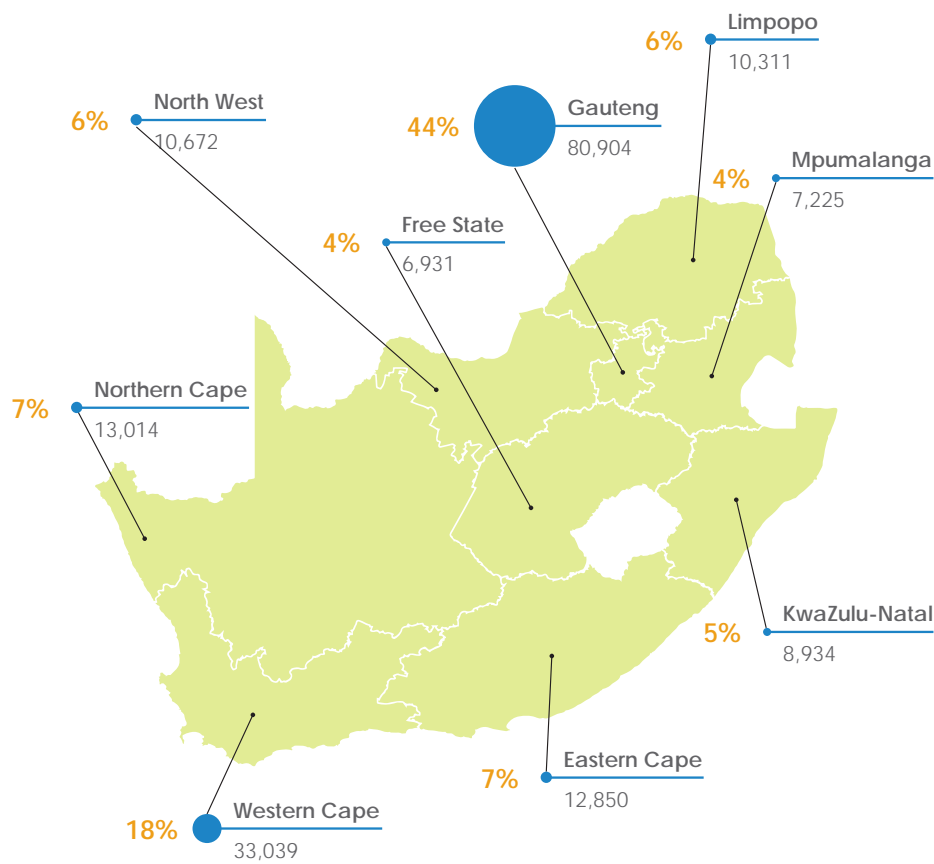 Limpopo
6%
10,311
North West
6%
10,672
Gauteng
44%
80,904
Mpumalanga
4%
7,225
Free State
4%
6,931
Northern Cape
7%
13,014
KwaZulu-Natal
5%
8,934
Eastern Cape
7%
12,850
Western Cape
18%
33,039